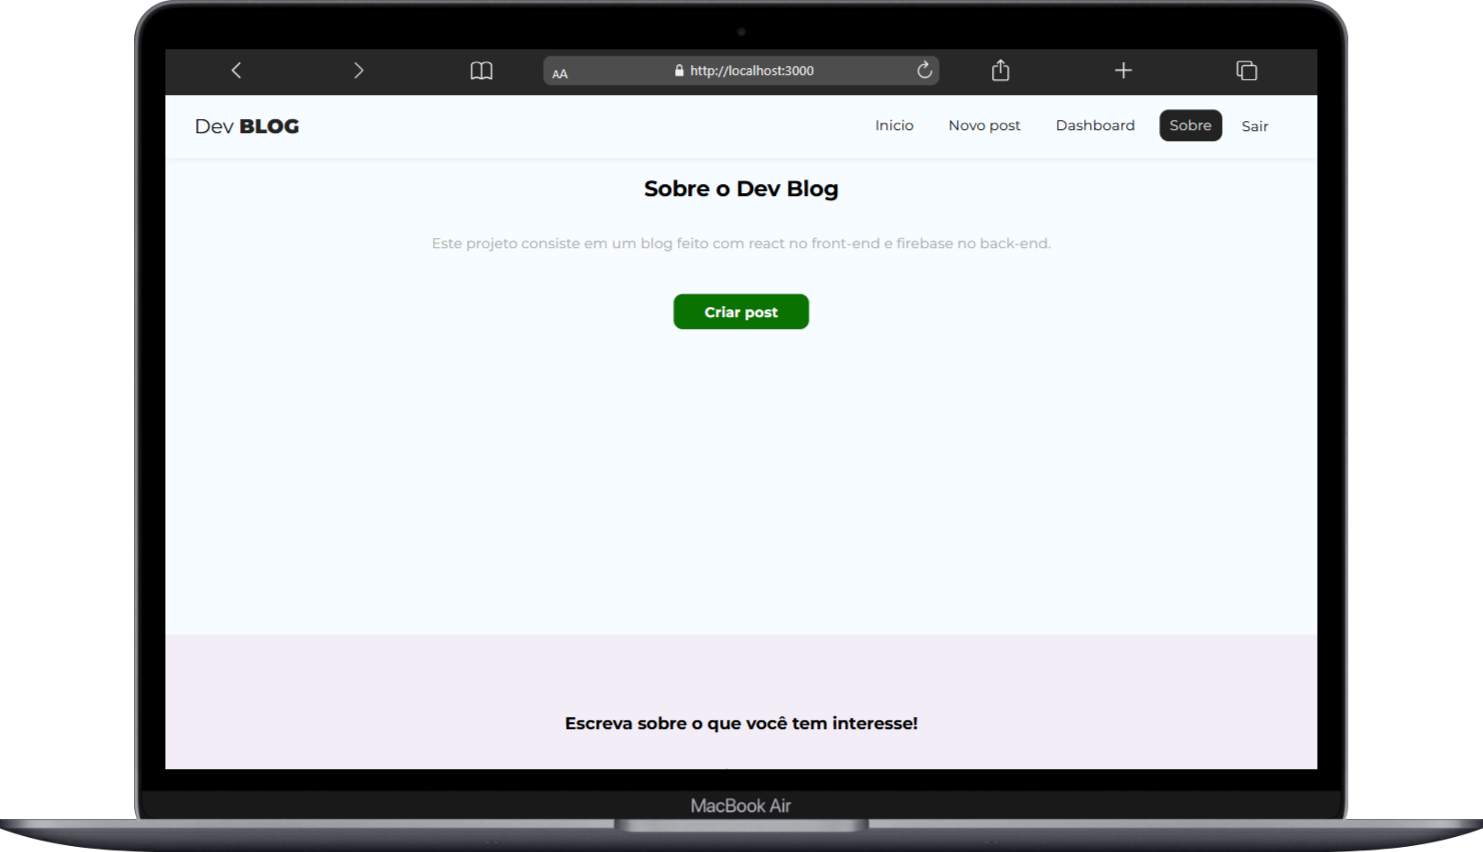 AA
http://localhost:3000
Dev BLOG
Inicio
Novo post
Dashboard
Sobre
Sair
Sobre o Dev Blog
Este projeto consiste em um blog feito com react no front-end e firebase no back-end.
Criar post
Escreva sobre o que você tem interesse!
MacBook Air